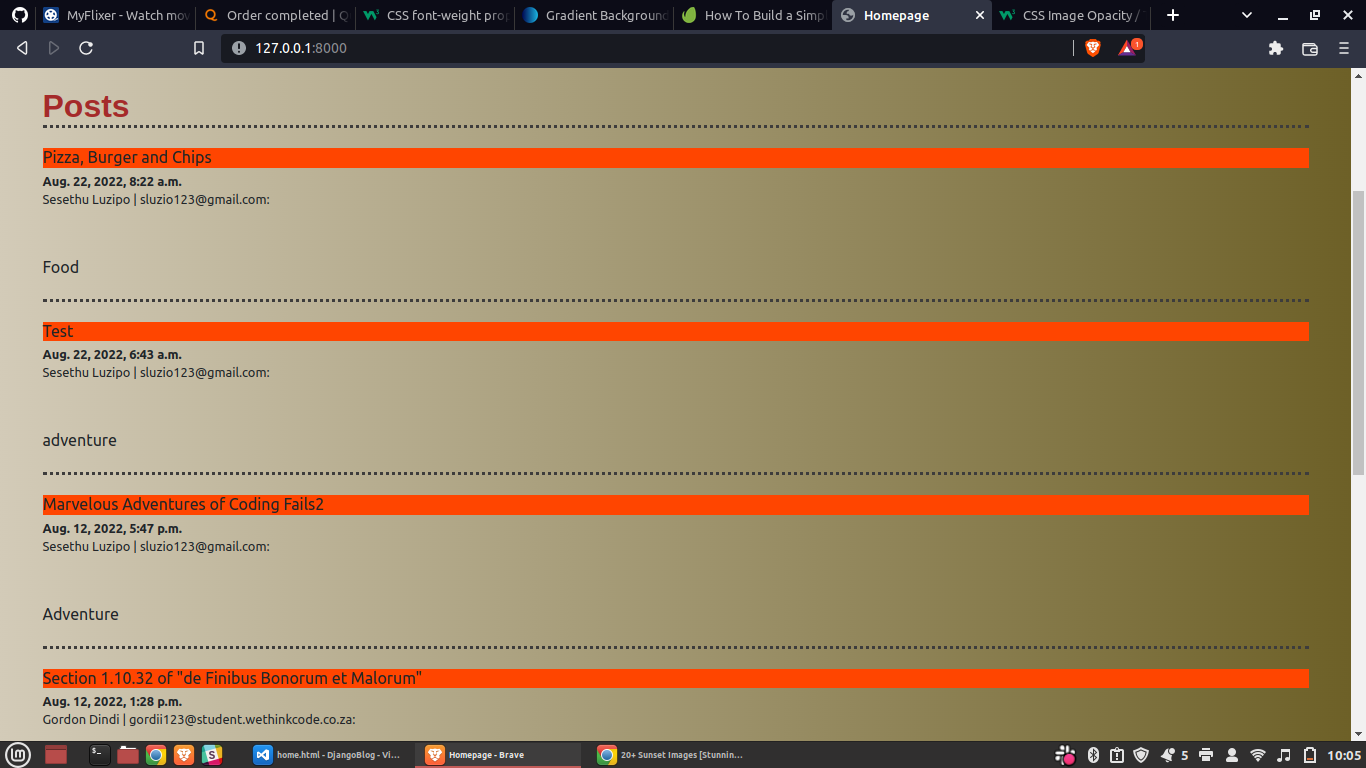 MyFlixer - Watch mov
Order completed | Q
CSS font-weight prop
Gradient Background
How To Build a Simpl
Homepage
CSS Image Opacity /
127.0.0.1:8000
1
Posts
Pizza, Burger and Chips
Aug. 22, 2022, 8:22 a.m.
Sesethu Luzipo | sluzio123@gmail.com:
Food
Test
Aug. 22, 2022, 6:43 a.m.
Sesethu Luzipo | sluzio123@gmail.com:
adventure
Marvelous Adventures of Coding Fails2
Aug. 12, 2022, 5:47 p.m.
Sesethu Luzipo | sluzio123@gmail.com:
Adventure
Section 1.10.32 of "de Finibus Bonorum et Malorum"
Aug. 12, 2022, 1:28 p.m.
Gordon Dindi | gordii123@student.wethinkcode.co.za:
home.html - DjangoBlog - Vi...
Homepage - Brave
20+ Sunset Images [Stunnin...
5
10:05